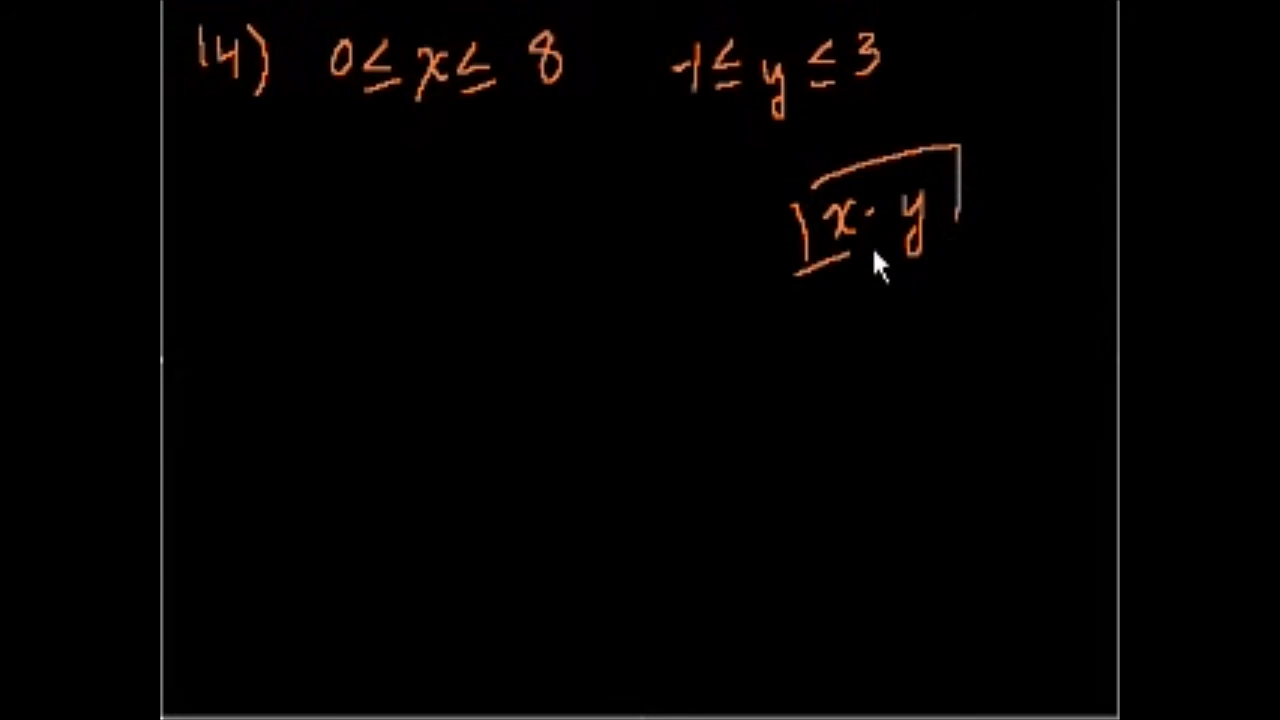 14) 0 ≤ x ≤ 8 -1 ≤ y ≤ 3
x · y